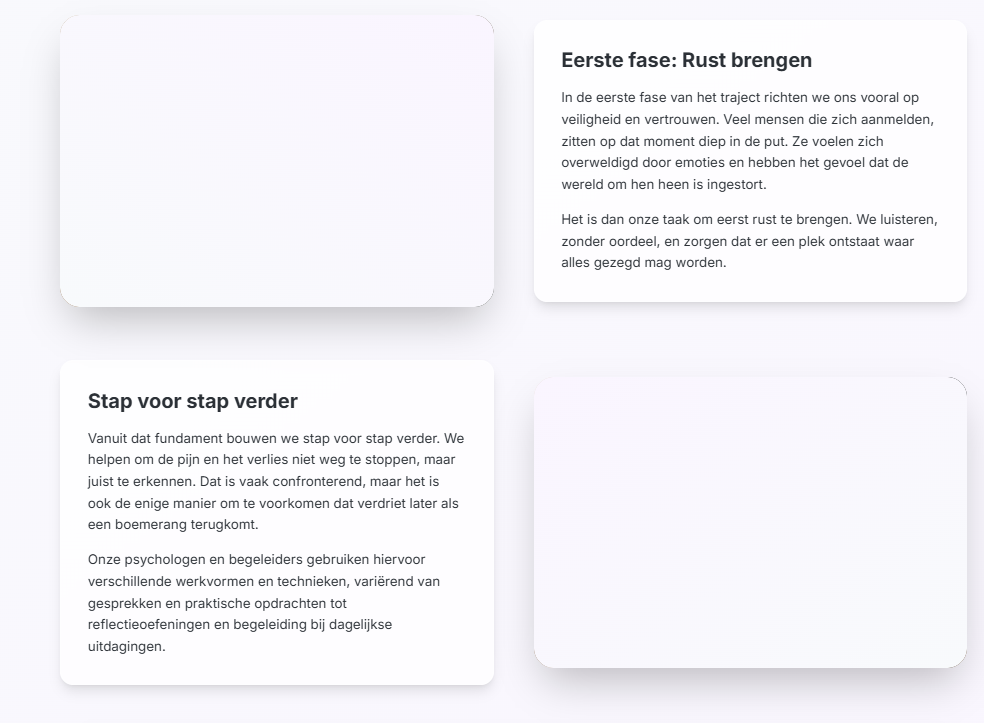 Eerste fase: Rust brengen
In de eerste fase van het traject richten we ons vooral op
veiligheid en vertrouwen. Veel mensen die zich aanmelden,
zitten op dat moment diep in de put. Ze voelen zich
overweldigd door emoties en hebben het gevoel dat de
wereld om hen heen is ingestort.
Het is dan onze taak om eerst rust te brengen. We luisteren,
zonder oordeel, en zorgen dat er een plek ontstaat waar
alles gezegd mag worden.
Stap voor stap verder
Vanuit dat fundament bouwen we stap voor stap verder. We
helpen om de pijn en het verlies niet weg te stoppen, maar
juist te erkennen. Dat is vaak confronterend, maar het is
ook de enige manier om te voorkomen dat verdriet later als
een boemerang terugkomt.
Onze psychologen en begeleiders gebruiken hiervoor
verschillende werkvormen en technieken, variërend van
gesprekken en praktische opdrachten tot
reflectieoefeningen en begeleiding bij dagelijkse
uitdagingen.